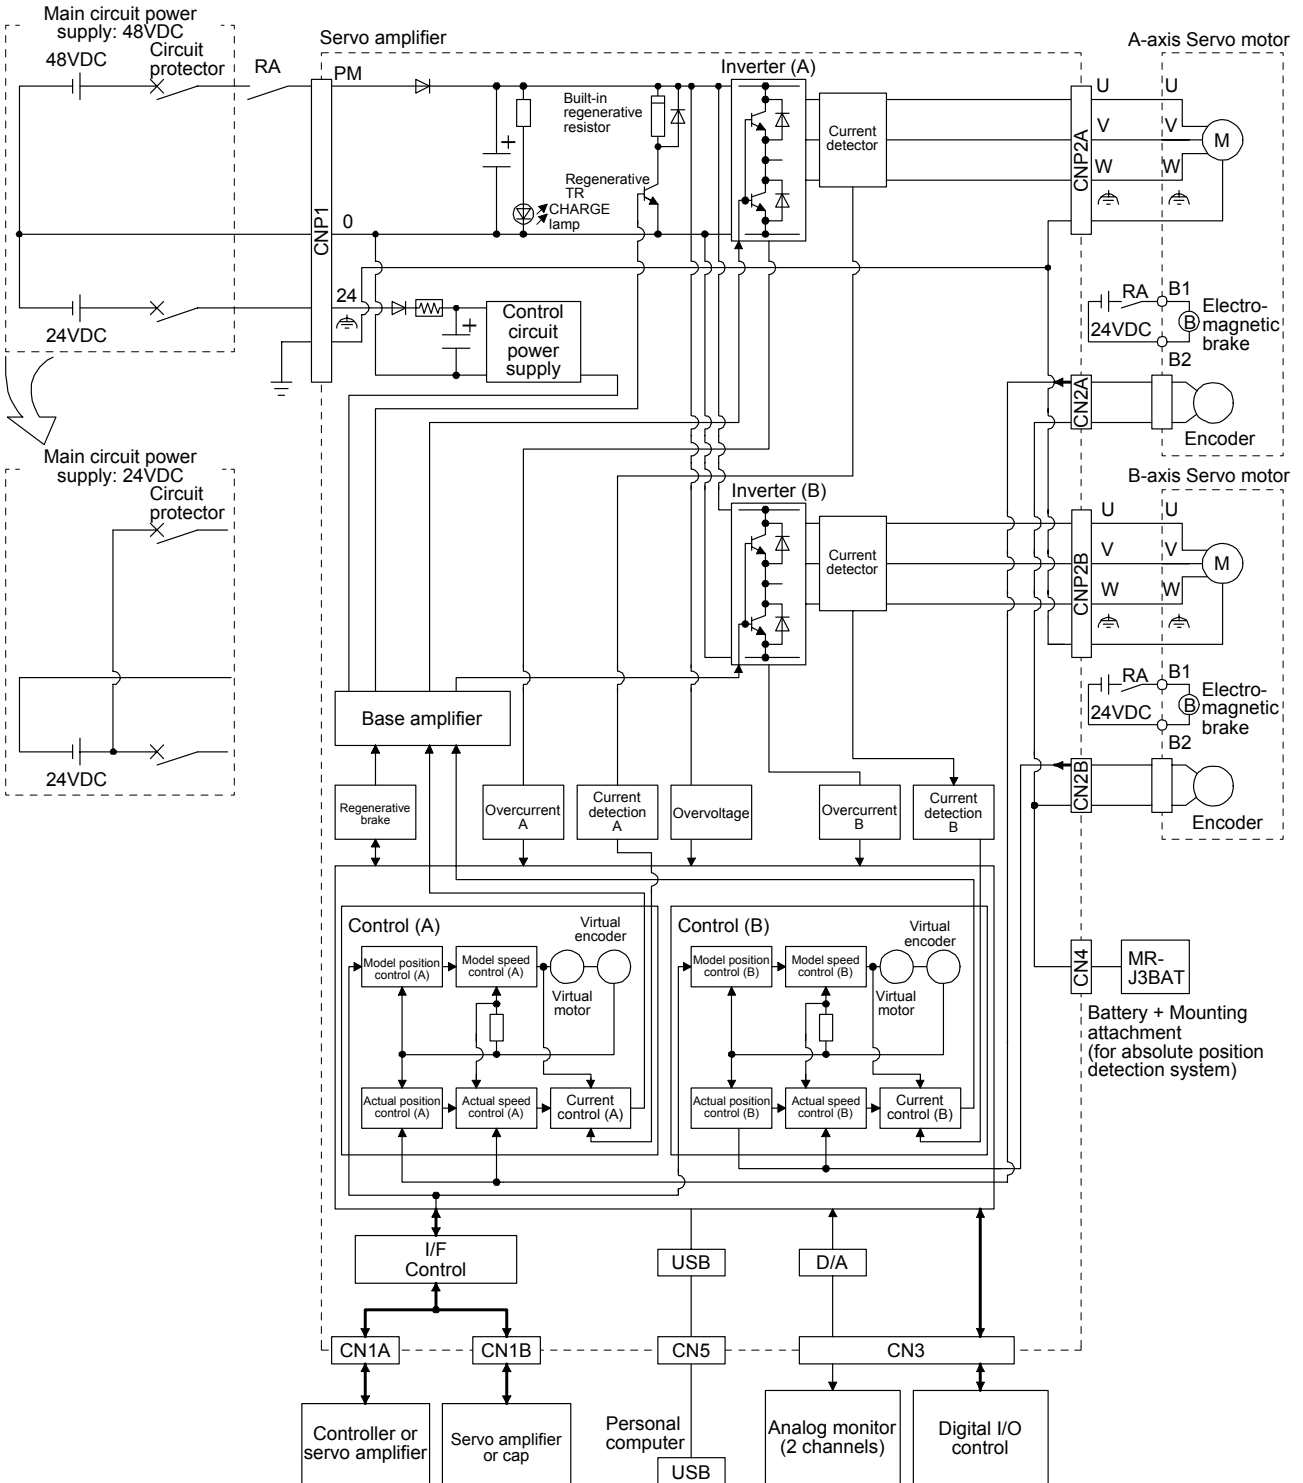 Main circuit power
supply: 48VDC
48VDC
Circuit
protector
RA
24VDC
Main circuit power
supply: 24VDC
Circuit
protector
24VDC
Servo amplifier
CNP1
PM
0
24
Built-in
regenerative
resistor
Regenerative
TR
CHARGE
lamp
Control
circuit
power
supply
Inverter (A)
Current
detector
CNP2A
U
V
W
A-axis Servo motor
U
V
W
M
RA
24VDC
B1
B
B2
Electro-
magnetic
brake
CN2A
Encoder
Inverter (B)
Current
detector
CNP2B
U
V
W
B-axis Servo motor
U
V
W
M
RA
24VDC
B1
B
B2
Electro-
magnetic
brake
CN2B
Encoder
Base amplifier
Regenerative
brake
Overcurrent
A
Current
detection
A
Overvoltage
Overcurrent
B
Current
detection
B
Control (A)
Virtual
encoder
Model position
control (A)
Model speed
control (A)
Virtual
motor
Actual position
control (A)
Actual speed
control (A)
Current
control (A)
Control (B)
Virtual
encoder
Model position
control (B)
Model speed
control (B)
Virtual
motor
Actual position
control (B)
Actual speed
control (B)
Current
control (B)
CN4
MR-
J3BAT
Battery + Mounting
attachment
(for absolute position
detection system)
I/F
Control
USB
D/A
CN1A
CN1B
CN5
CN3
Controller or
servo amplifier
Servo amplifier
or cap
Personal
computer
USB
Analog monitor
(2 channels)
Digital I/O
control